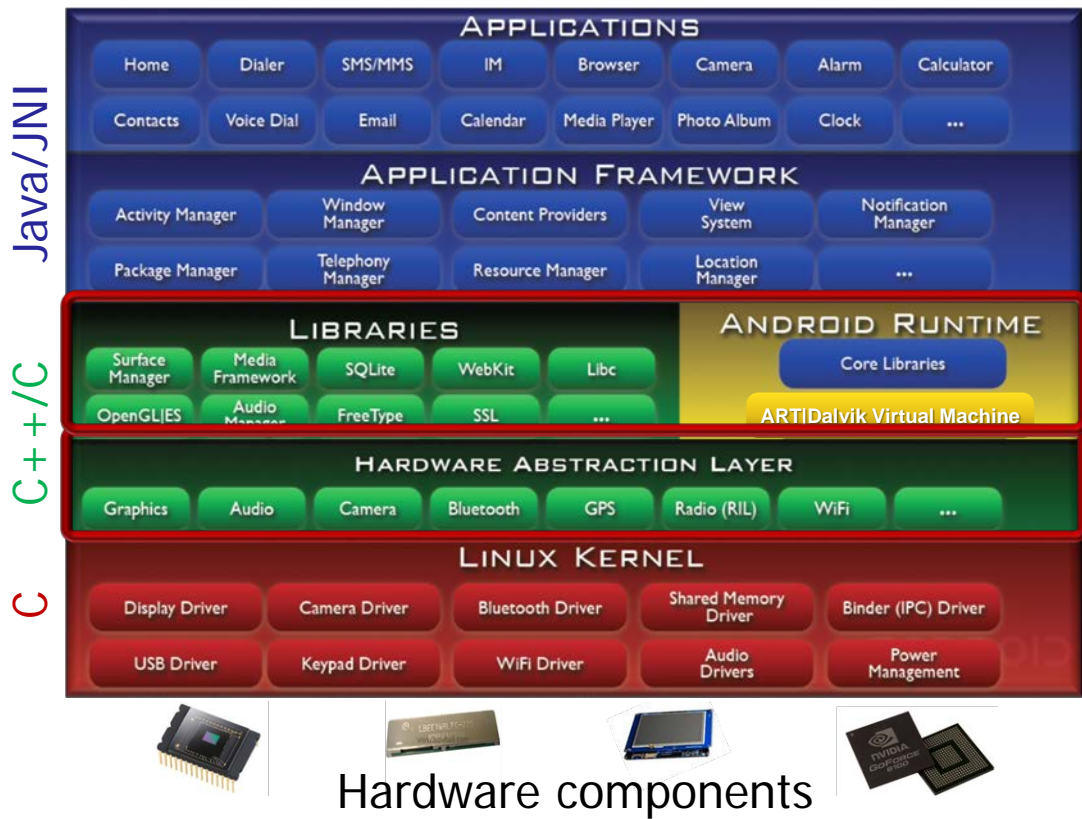 APPLICATIONS
Home Dialer SMS/MMS IM Browser Camera Alarm Calculator
Contacts Voice Dial Email Calendar Media Player Photo Album Clock ...
Java/JNI
APPLICATION FRAMEWORK
Activity Manager Window Manager Content Providers View System Notification Manager
Package Manager Telephony Manager Resource Manager Location Manager ...
LIBRARIES
Surface Manager Media Framework SQLite WebKit Libc
OpenGL|ES Audio Manager FreeType SSL ...
ANDROID RUNTIME
Core Libraries
ART|Dalvik Virtual Machine
C++/C
HARDWARE ABSTRACTION LAYER
Graphics Audio Camera Bluetooth GPS Radio (RIL) WiFi ...
C
LINUX KERNEL
Display Driver Camera Driver Bluetooth Driver Shared Memory Driver Binder (IPC) Driver
USB Driver Keypad Driver WiFi Driver Audio Drivers Power Management
NVIDIA
GOFORCE
Hardware components